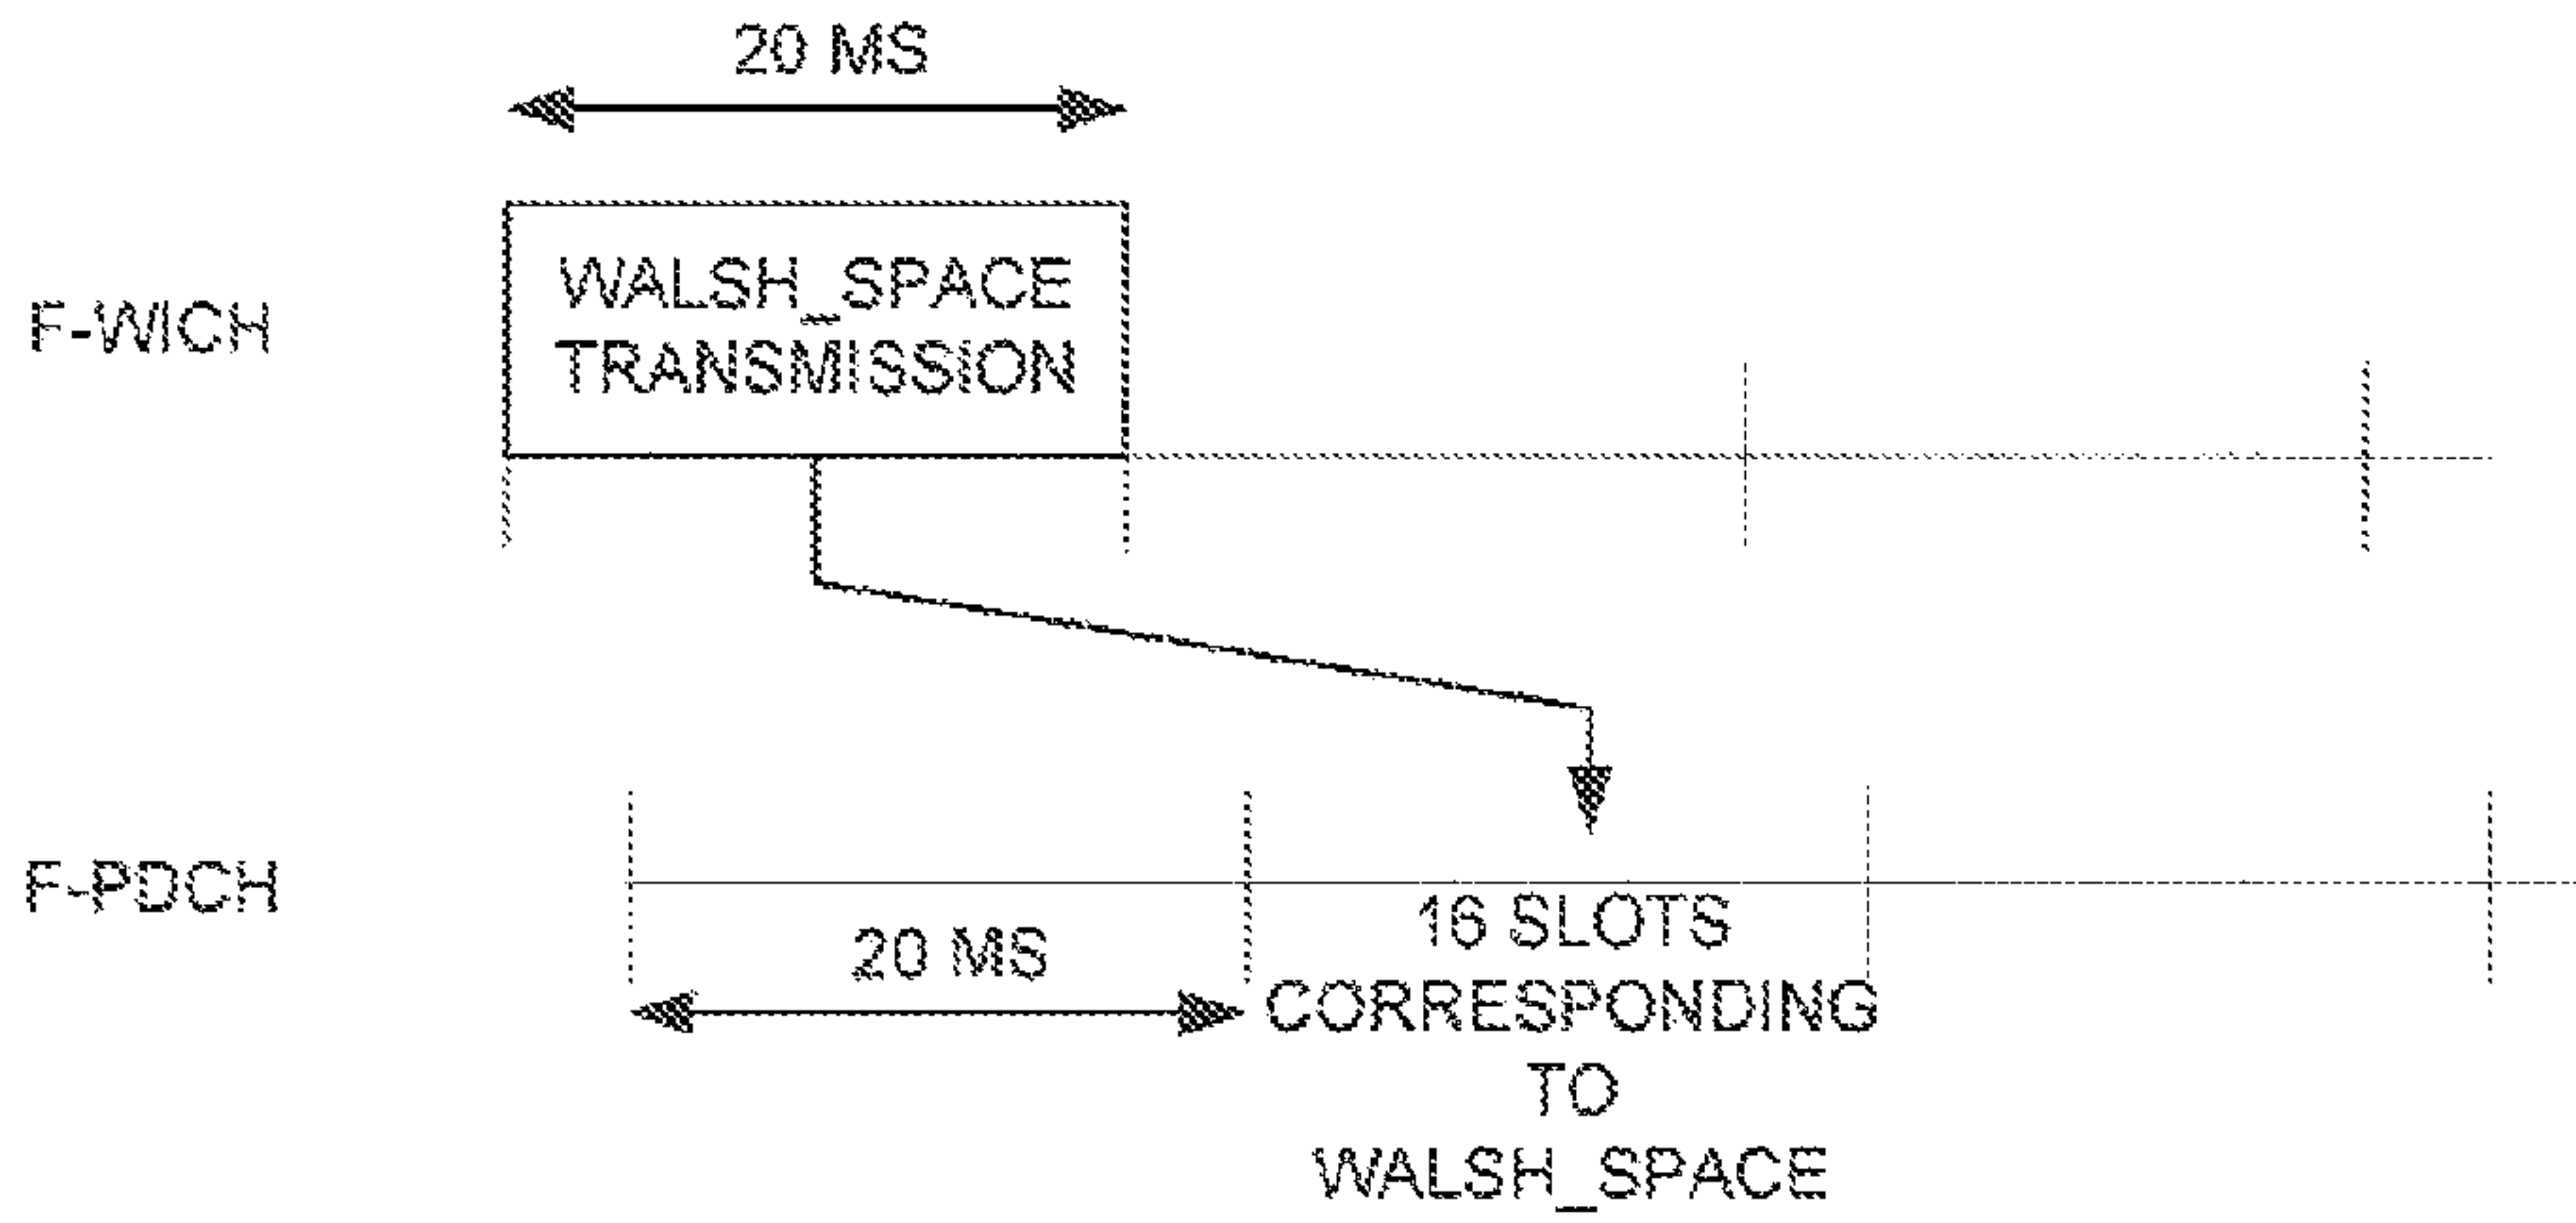 20 MS
F-WICH
WALSH_SPACE
TRANSMISSION
F-PDCH
20 MS
16 SLOTS
CORRESPONDING
TO
WALSH_SPACE